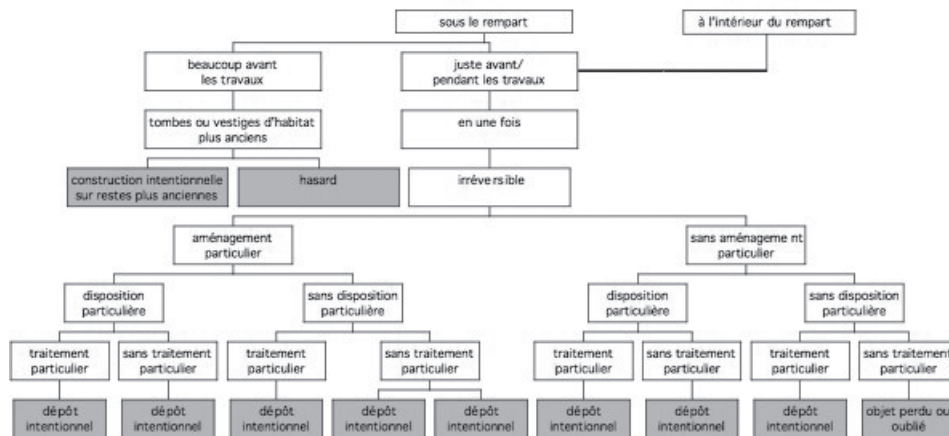 sous le rempart
à l'intérieur du rempart
beaucoup avant
les travaux
juste avant/
pendant les travaux
tombes ou vestiges d'habitat
plus anciens
en une fois
construction intentionnelle
sur restes plus anciennes
hasard
irréversible
aménagement
particulier
sans aménageme nt
particulier
disposition
particulière
sans disposition
particulière
disposition
particulière
sans disposition
particulière
traitement
particulier
sans traitement
particulier
traitement
particulier
sans traitement
particulier
traitement
particulier
sans traitement
particulier
traitement
particulier
sans traitement
particulier
dépôt
intentionnel
dépôt
intentionnel
dépôt
intentionnel
dépôt
intentionnel
dépôt
intentionnel
dépôt
intentionnel
dépôt
intentionnel
dépôt
intentionnel
objet perdu ou
oublié